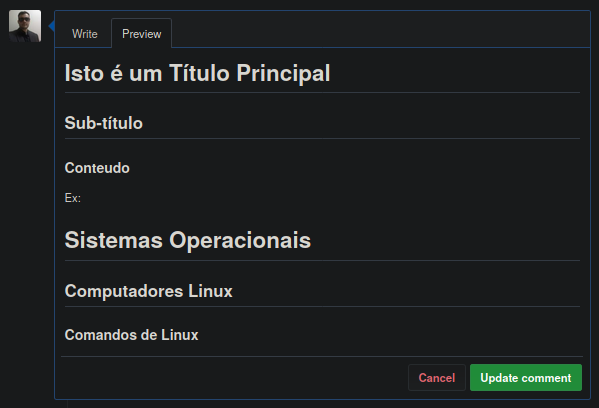 Write Preview
Isto é um Título Principal
Sub-título
Conteudo
Ex:
Sistemas Operacionais
Computadores Linux
Comandos de Linux
Cancel Update comment